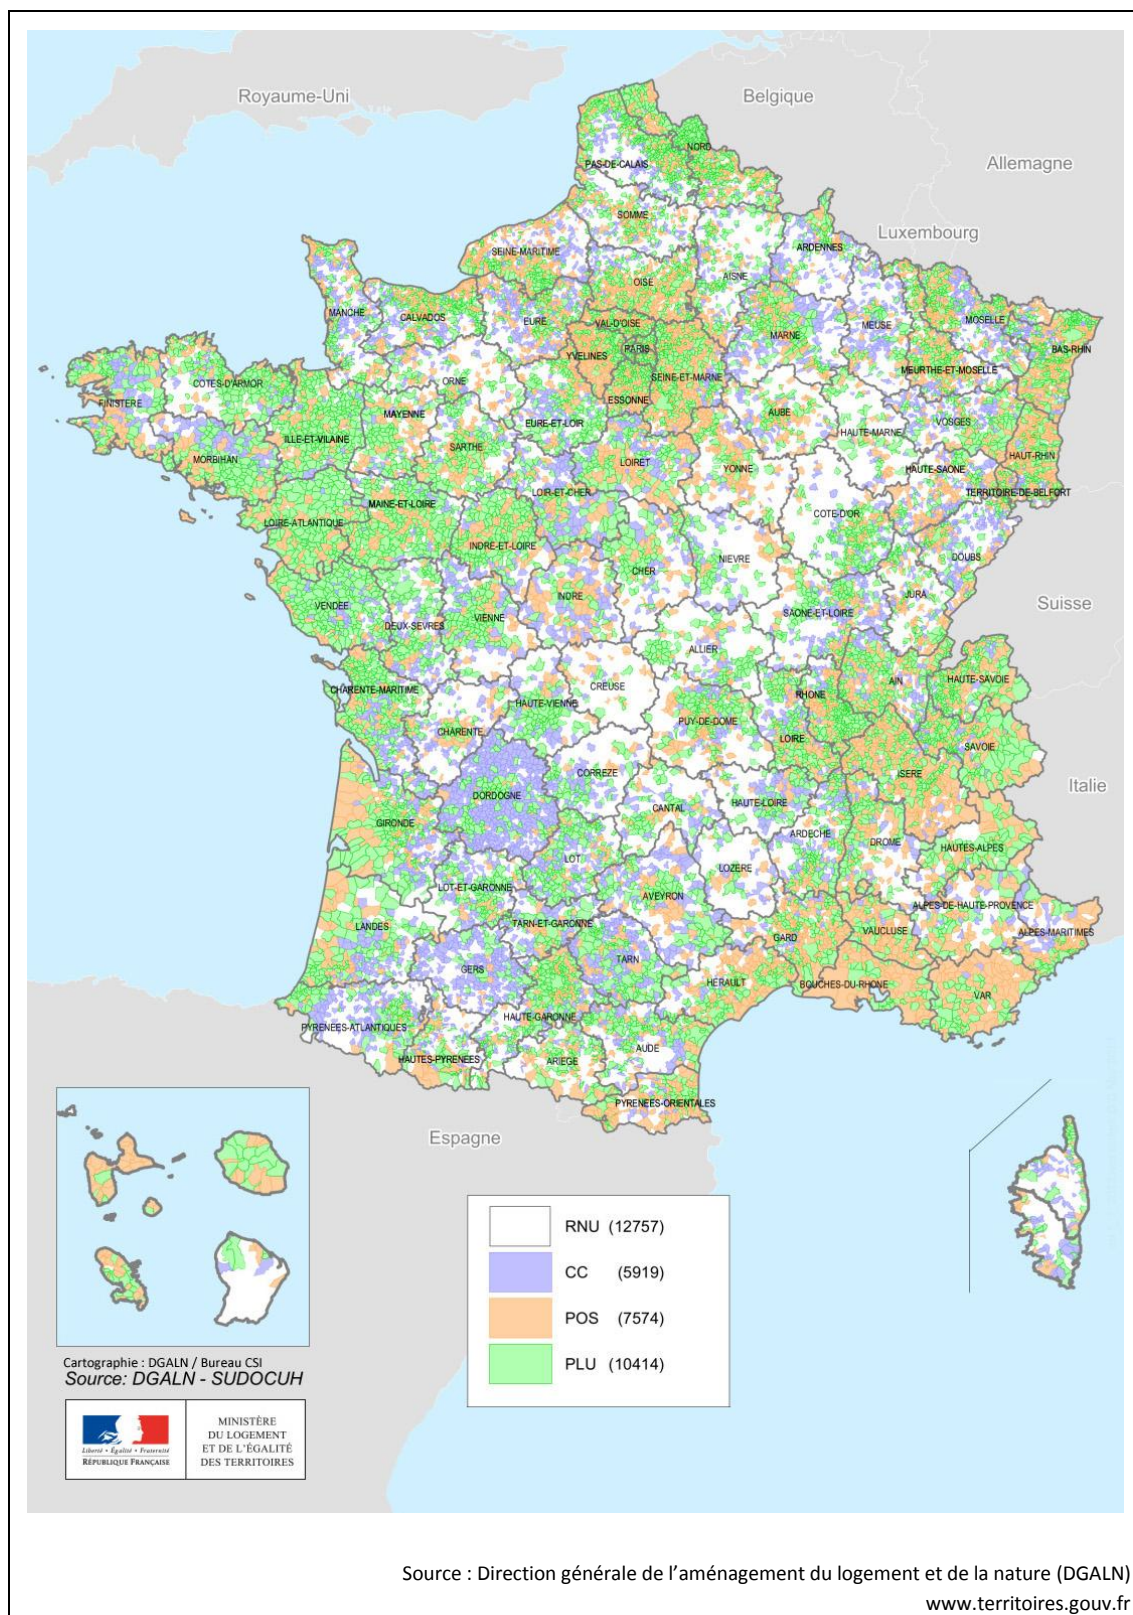 Royaume-Uni
Belgique
Allemagne
Luxembourg
NORD
PAS-DE-CALAIS
SOMME
SEINE-MARITIME
ARDENNES
OISE
AISNE
MANCHE
CALVADOS
EURE
VAL-D'OISE
MARNE
MEUSE
MOSELLE
PARIS
YVELINES
BAS-RHIN
MEURTHE-ET-MOSELLE
SEINE-ET-MARNE
ORNE
COTES-D'ARMOR
FINISTERE
ESSONNE
MAYENNE
AUBE
EURE-ET-LOIR
VOSGES
HAUTE-MARNE
ILLE-ET-VILAINE
SARTHE
MORBIHAN
LOIRET
HAUT-RHIN
YONNE
HAUTE-SAONE
LOIR-ET-CHER
TERRITOIRE-DE-BELFORT
MAINE-ET-LOIRE
COTE-D'OR
LOIRE-ATLANTIQUE
INDRE-ET-LOIRE
DOUBS
NIEVRE
CHER
Suisse
INDRE
JURA
VENDEE
SAONE-ET-LOIRE
VIENNE
DEUX-SEVRES
ALLIER
HAUTE-SAVOIE
AIN
CREUSE
CHARENTE-MARITIME
RHONE
HAUTE-VIENNE
PUY-DE-DOME
CHARENTE
LOIRE
SAVOIE
ISERE
CORREZE
Italie
DORDOGNE
HAUTE-LOIRE
CANTAL
GIRONDE
ARDECHE
DROME
HAUTES-ALPES
LOT
LOZERE
LOT-ET-GARONNE
AVEYRON
ALPES-DE-HAUTE-PROVENCE
TARN-ET-GARONNE
LANDES
VAUCLUSE
ALPES-MARITIMES
GARD
TARN
GERS
HERAULT
BOUCHES-DU-RHONE
VAR
HAUTE-GARONNE
PYRENEES-ATLANTIQUES
AUDE
HAUTES-PYRENEES
ARIEGE
PYRENEES-ORIENTALES
Espagne
RNU (12757)
CC (5919)
POS (7574)
PLU (10414)
Cartographie : DGALN / Bureau CSI
Source: DGALN - SUDOCUH
Liberté • Égalité • Fraternité
RÉPUBLIQUE FRANÇAISE
MINISTÈRE
DU LOGEMENT
ET DE L'ÉGALITÉ
DES TERRITOIRES
Source : Direction générale de l'aménagement du logement et de la nature (DGALN)
www.territoires.gouv.fr